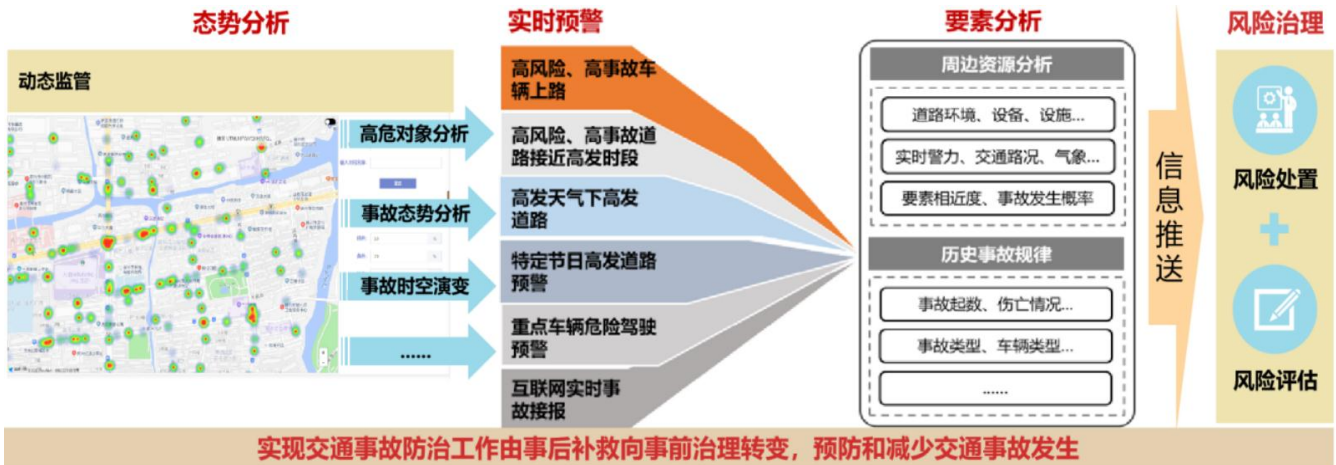 态势分析
动态监管
高危对象分析
事故态势分析
事故时空演变
......
实时预警
高风险、高事故车
辆上路
高风险、高事故道
路接近高发时段
高发天气下高发
道路
特定节日高发道路
预警
重点车辆危险驾驶
预警
互联网实时事
故接报
要素分析
周边资源分析
道路环境、设备、设施...
实时警力、交通路况、气象...
要素相近度、事故发生概率
历史事故规律
事故起数、伤亡情况...
事故类型、车辆类型...
......
信息推送
风险治理
风险处置
风险评估
实现交通事故防治工作由事后补救向事前治理转变，预防和减少交通事故发生